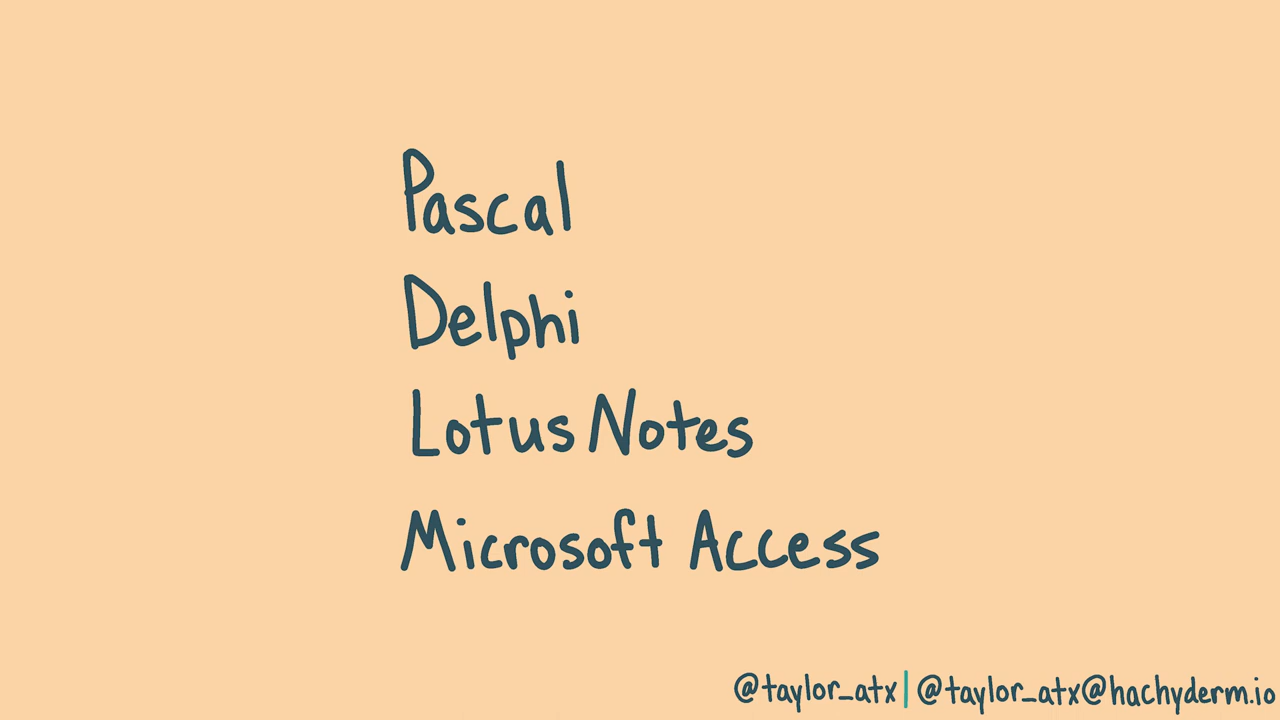 Pascal
Delphi
Lotus Notes
Microsoft Access
@taylor_atx | @taylor_atx@hachyderm.io